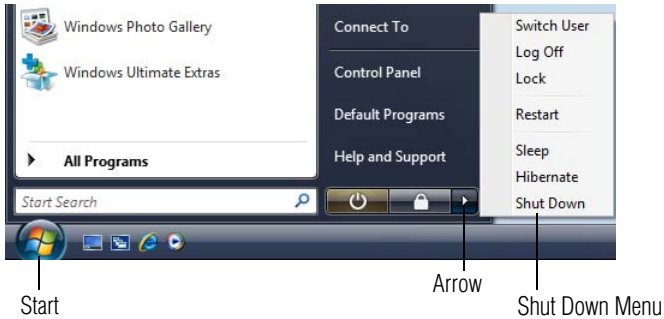 Windows Photo Gallery
Windows Ultimate Extras
All Programs
Start Search
Connect To
Control Panel
Default Programs
Help and Support
Switch User
Log Off
Lock
Restart
Sleep
Hibernate
Shut Down
Start
Arrow
Shut Down Menu